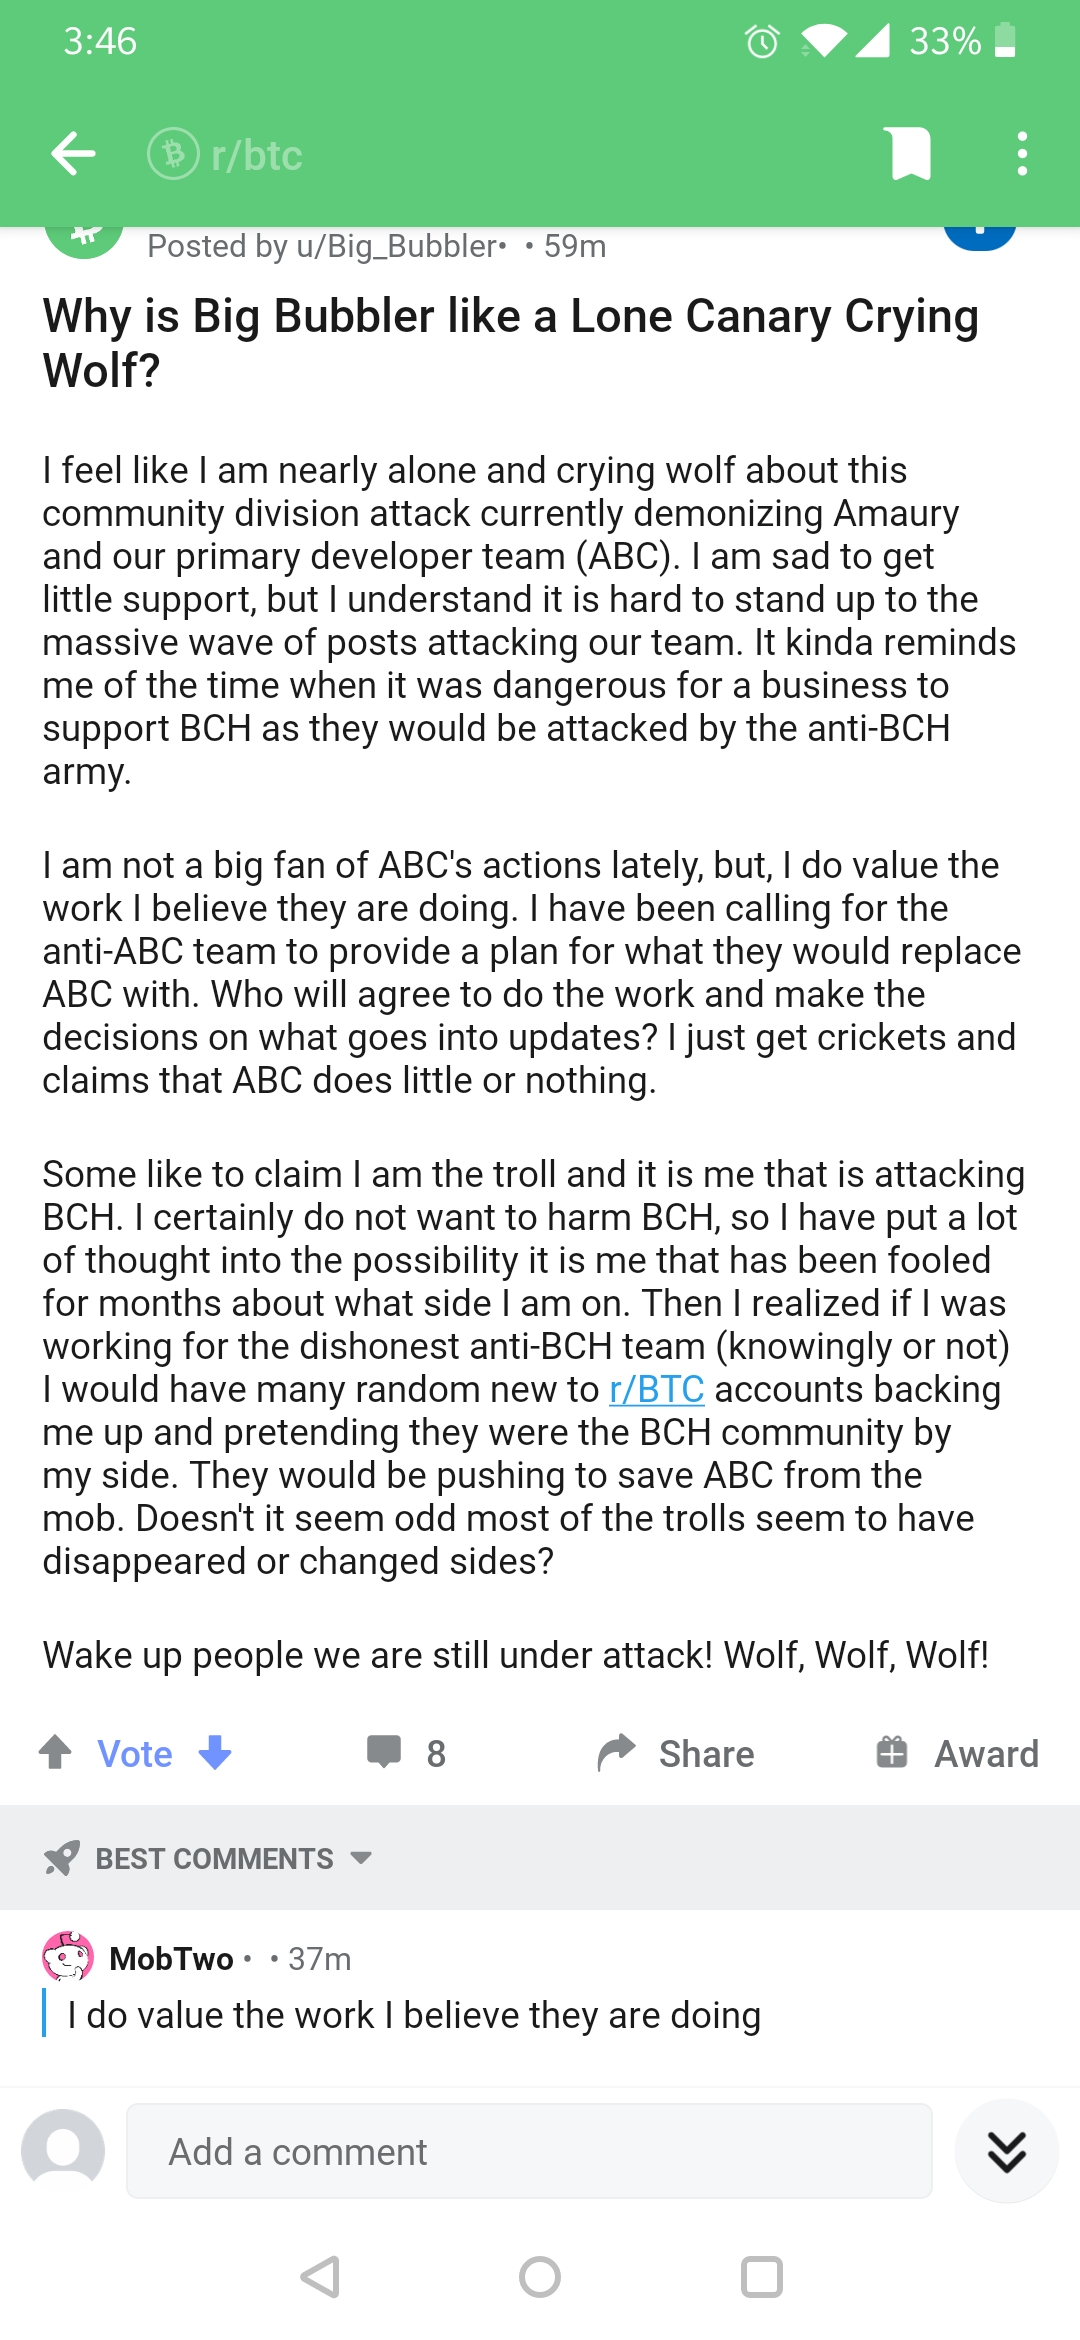 3:46
33%
r/btc
Posted by u/Big_Bubbler• • 59m
Why is Big Bubbler like a Lone Canary Crying
Wolf?
I feel like I am nearly alone and crying wolf about this
community division attack currently demonizing Amaury
and our primary developer team (ABC). I am sad to get
little support, but I understand it is hard to stand up to the
massive wave of posts attacking our team. It kinda reminds
me of the time when it was dangerous for a business to
support BCH as they would be attacked by the anti-BCH
army.
I am not a big fan of ABC's actions lately, but, I do value the
work I believe they are doing. I have been calling for the
anti-ABC team to provide a plan for what they would replace
ABC with. Who will agree to do the work and make the
decisions on what goes into updates? I just get crickets and
claims that ABC does little or nothing.
Some like to claim I am the troll and it is me that is attacking
BCH. I certainly do not want to harm BCH, so I have put a lot
of thought into the possibility it is me that has been fooled
for months about what side I am on. Then I realized if I was
working for the dishonest anti-BCH team (knowingly or not)
I would have many random new to r/BTC accounts backing
me up and pretending they were the BCH community by
my side. They would be pushing to save ABC from the
mob. Doesn't it seem odd most of the trolls seem to have
disappeared or changed sides?
Wake up people we are still under attack! Wolf, Wolf, Wolf!
Vote
8
Share
Award
BEST COMMENTS
MobTwo • • 37m
I do value the work I believe they are doing
Add a comment